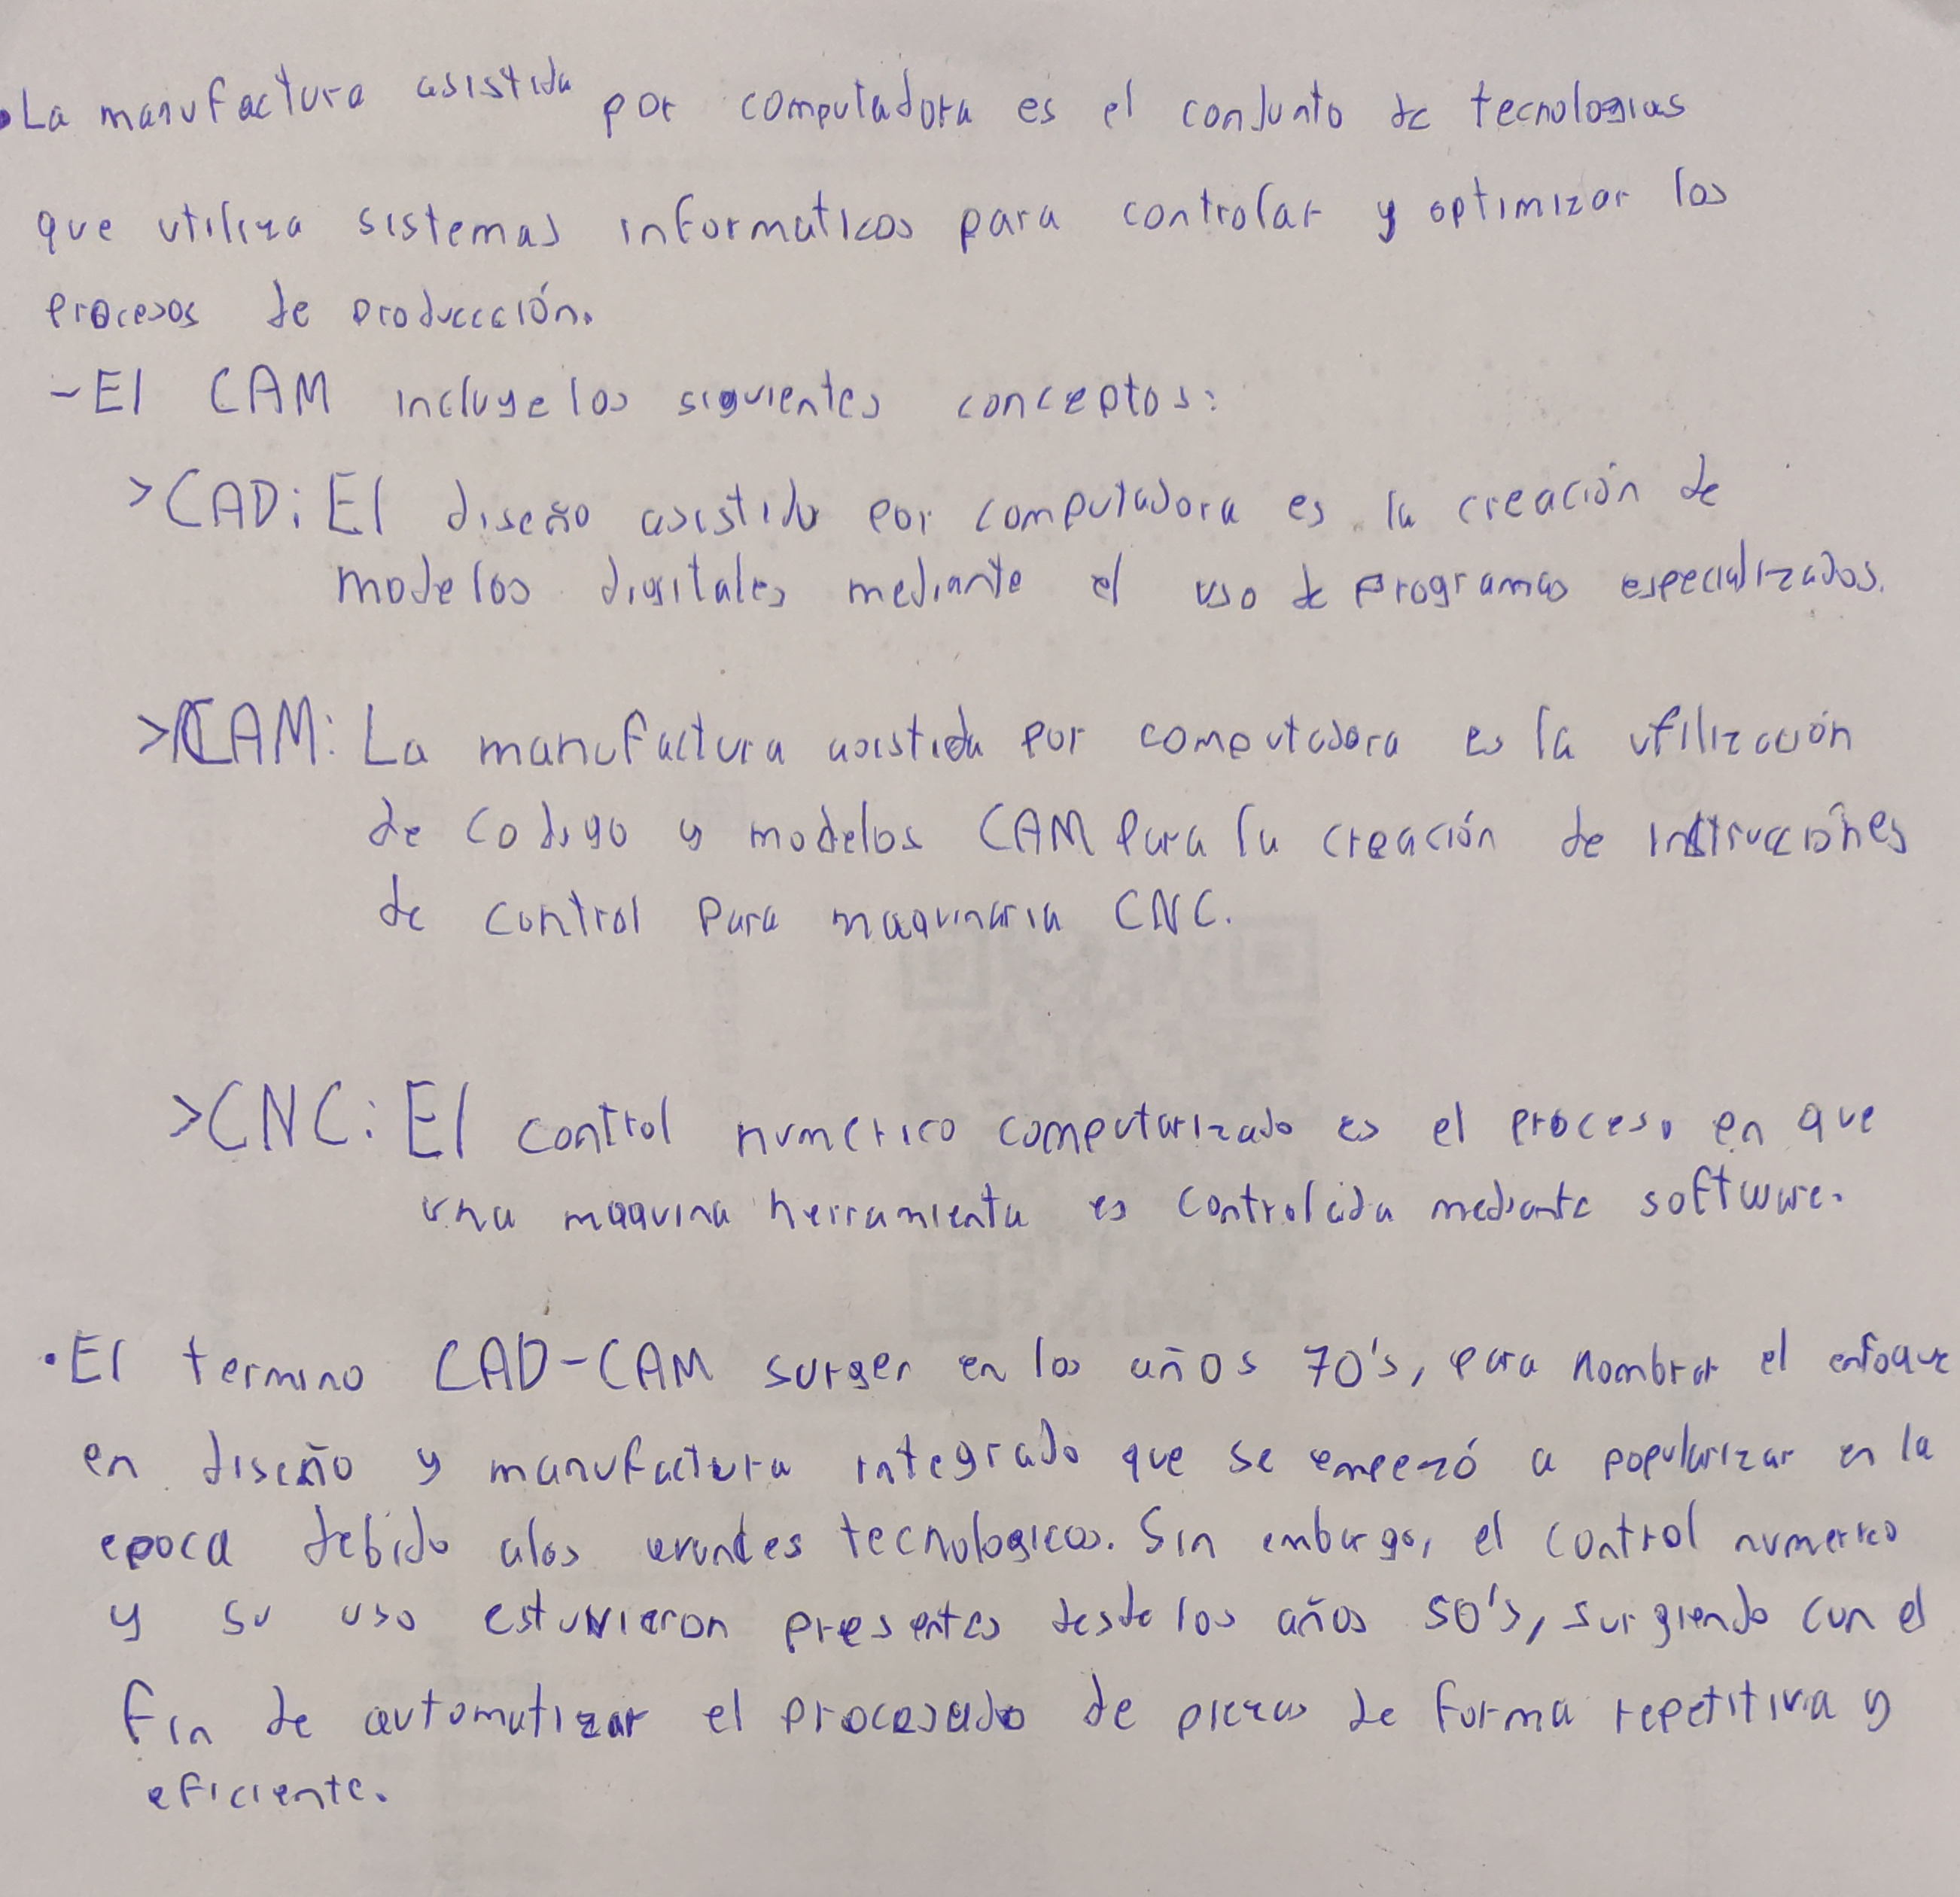 •La manufactura asistida por computadora es el conjunto de tecnologias
que utiliza sistemas informaticos para controlar y optimizar los
procesos de produccción.
-El CAM incluye los siguientes conceptos:
>CAD: El diseño asistido por computadora es la creación de
modelos digitales mediante el uso de programas especializados.
>CAM: La manufactura asistida por computadora es la utilización
de codigo y modelos CAM para la creación de instrucciónes
de control para maquinaria CNC.
>CNC: El control numerico computarizado es el proceso en que
una maquina herramienta es controlada mediante software.
•El termino CAD-CAM surgen en los años 70's, para nombrar el enfoque
en diseño y manufactura integrado que se empezó a popularizar en la
epoca debido alos tecnologicos. Sin embargo, el control numerico
y su uso estuvieron presentes desde los años 50's, surgiendo con el
fin de automatizar el procesado de piezas de forma repetitiva y
eficiente.